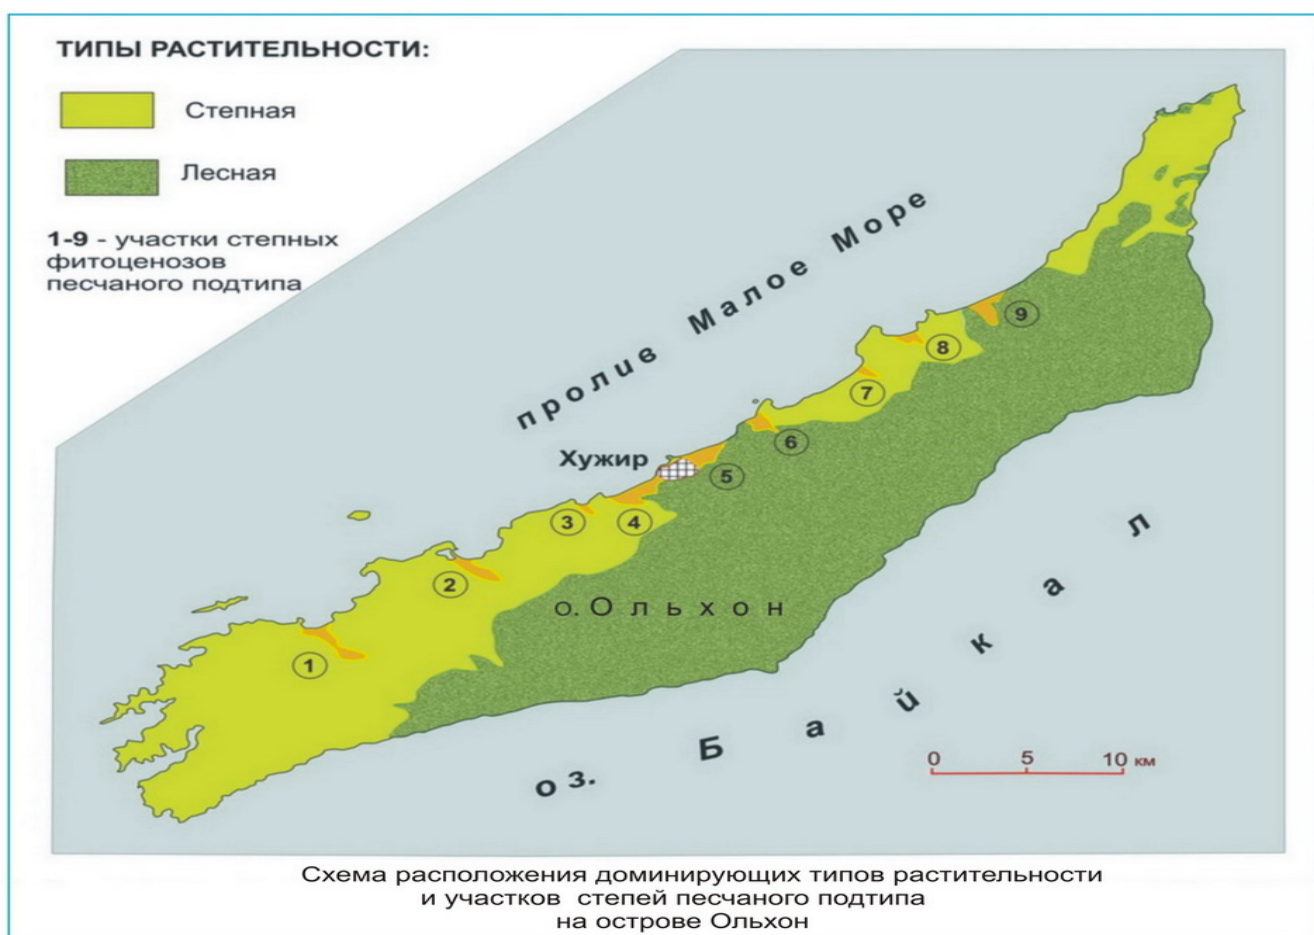 ТИПЫ РАСТИТЕЛЬНОСТИ:
Степная
Лесная
1-9 - участки степных
фитоценозов
песчаного подтипа
пролив Малое Море
9
8
7
6
Хужир
5
3
4
2
о. Ольхон
1
оз. Байкал
0 5 10 км
Схема расположения доминирующих типов растительности
и участков степей песчаного подтипа
на острове Ольхон